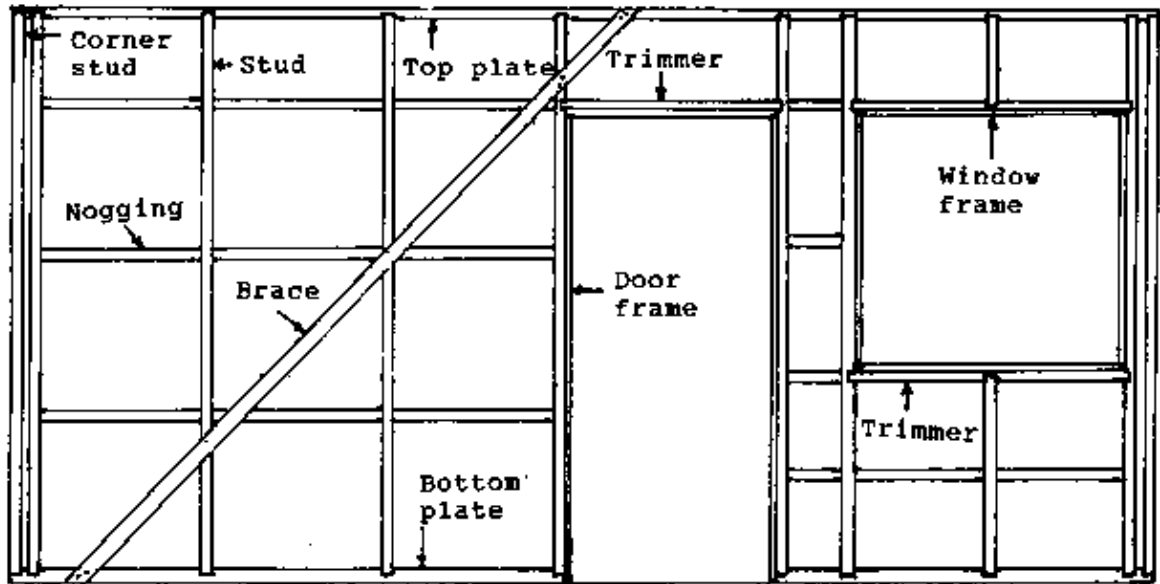 Corner
stud
Stud
Top plate
Trimmer
Window
frame
Nogging
Brace
Door
frame
Trimmer
Bottom
plate